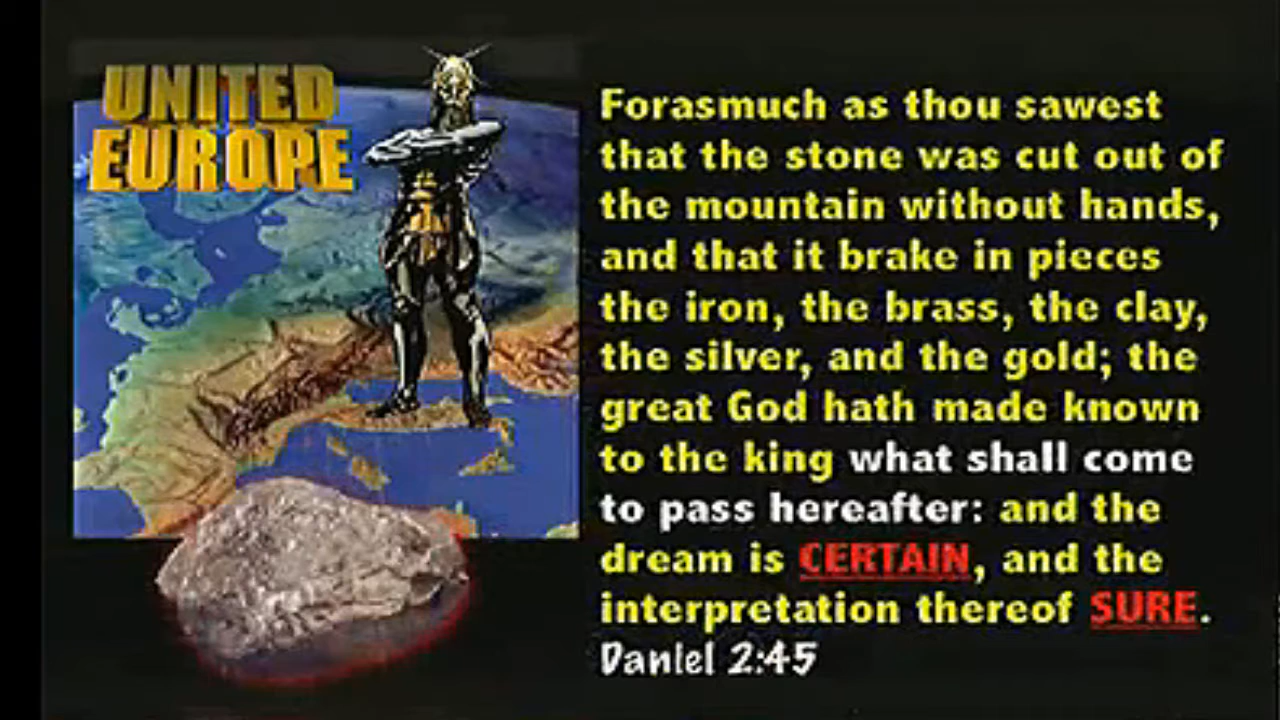 UNITED
EUROPE
Forasmuch as thou sawest
that the stone was cut out of
the mountain without hands,
and that it brake in pieces
the iron, the brass, the clay,
the silver, and the gold; the
great God hath made known
to the king what shall come
to pass hereafter: and the
dream is CERTAIN, and the
interpretation thereof SURE.
Daniel 2:45